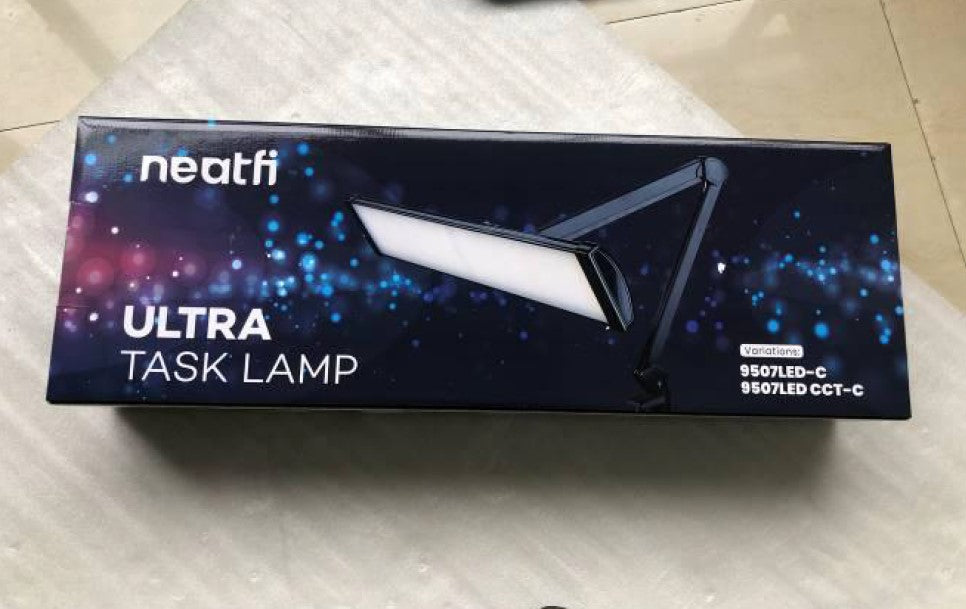 neatfi
ULTRA
TASK LAMP
Variations:
9507LED-C
9507LED CCT-C